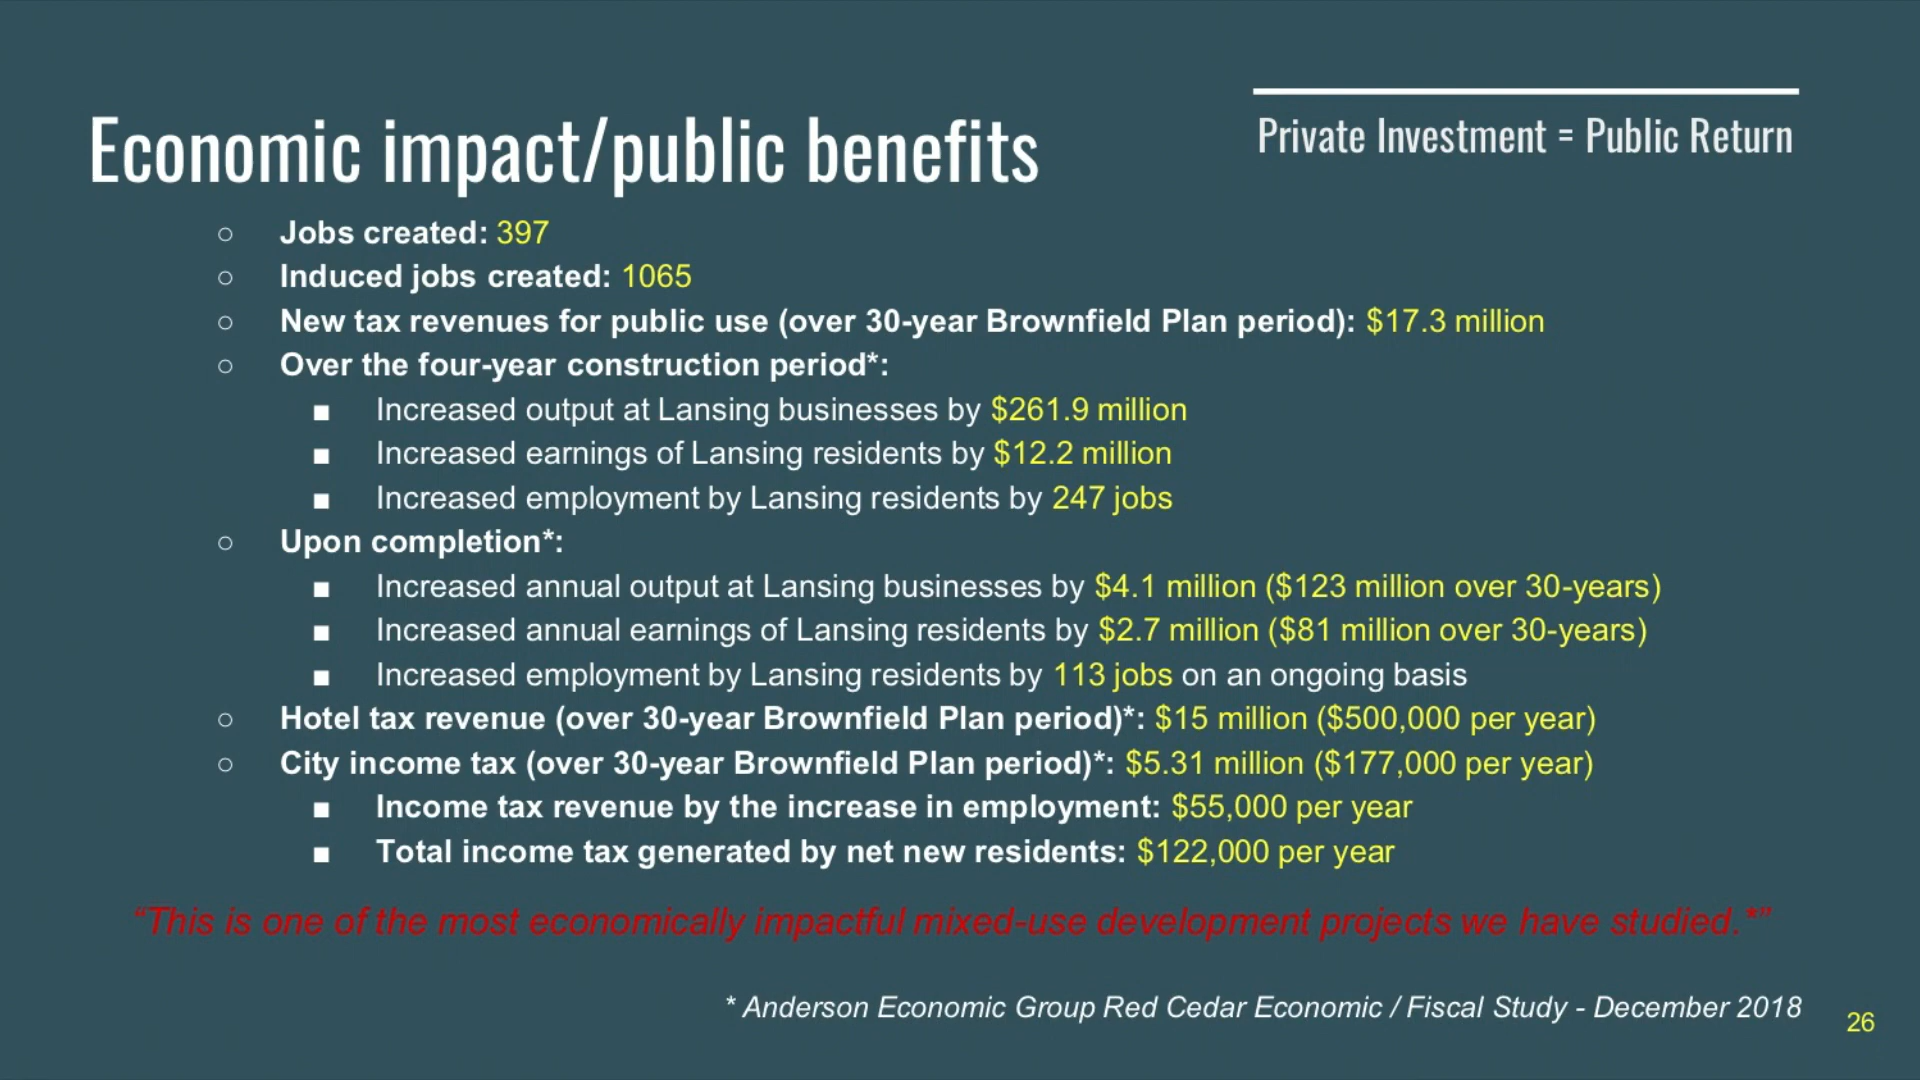 Economic impact/public benefits
Private Investment = Public Return
○ Jobs created: 397
○ Induced jobs created: 1065
○ New tax revenues for public use (over 30-year Brownfield Plan period): $17.3 million
○ Over the four-year construction period*:
■ Increased output at Lansing businesses by $261.9 million
■ Increased earnings of Lansing residents by $12.2 million
■ Increased employment by Lansing residents by 247 jobs
○ Upon completion*:
■ Increased annual output at Lansing businesses by $4.1 million ($123 million over 30-years)
■ Increased annual earnings of Lansing residents by $2.7 million ($81 million over 30-years)
■ Increased employment by Lansing residents by 113 jobs on an ongoing basis
○ Hotel tax revenue (over 30-year Brownfield Plan period)*: $15 million ($500,000 per year)
○ City income tax (over 30-year Brownfield Plan period)*: $5.31 million ($177,000 per year)
■ Income tax revenue by the increase in employment: $55,000 per year
■ Total income tax generated by net new residents: $122,000 per year
“This is one of the most economically impactful mixed-use development projects we have studied.*”
* Anderson Economic Group Red Cedar Economic / Fiscal Study - December 2018
26